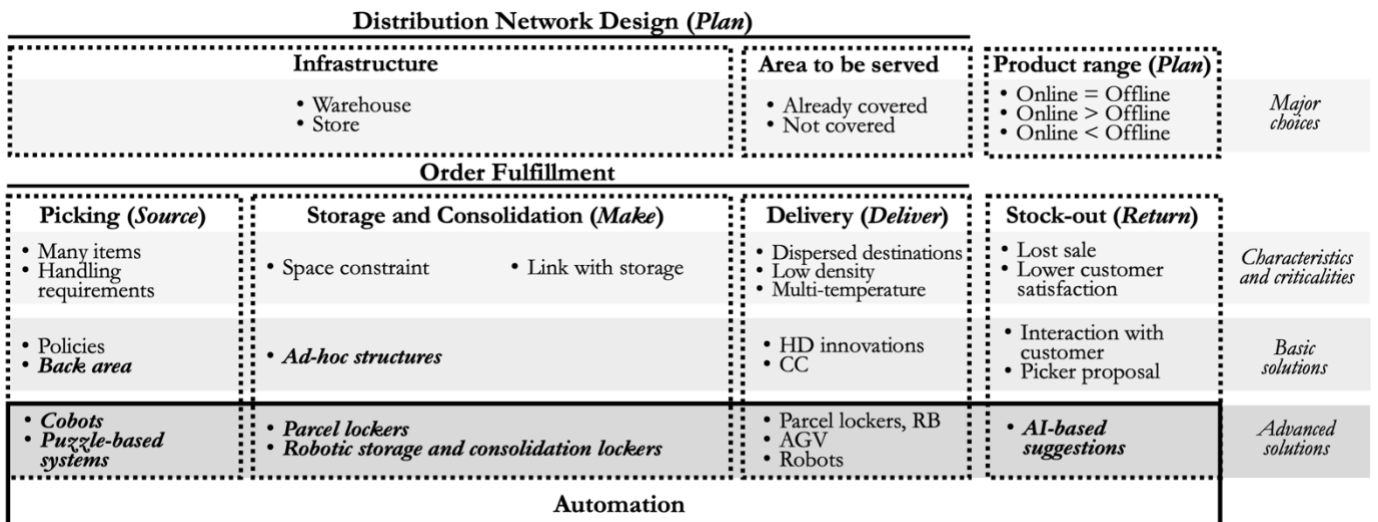 Distribution Network Design (Plan)
Infrastructure
• Warehouse
• Store
Area to be served
• Already covered
• Not covered
Product range (Plan)
• Online = Offline
• Online > Offline
• Online < Offline
Major
choices
Order Fulfillment
Picking (Source)
• Many items
• Handling
requirements
Storage and Consolidation (Make)
• Space constraint
• Link with storage
Delivery (Deliver)
• Dispersed destinations
• Low density
• Multi-temperature
Stock-out (Return)
• Lost sale
• Lower customer
satisfaction
Characteristics
and criticalities
• Policies
• Back area
• Ad-hoc structures
• HD innovations
• CC
• Interaction with
customer
• Picker proposal
Basic
solutions
• Cobots
• Puzzle-based
systems
• Parcel lockers
• Robotic storage and consolidation lockers
• Parcel lockers, RB
• AGV
• Robots
• AI-based
suggestions
Advanced
solutions
Automation